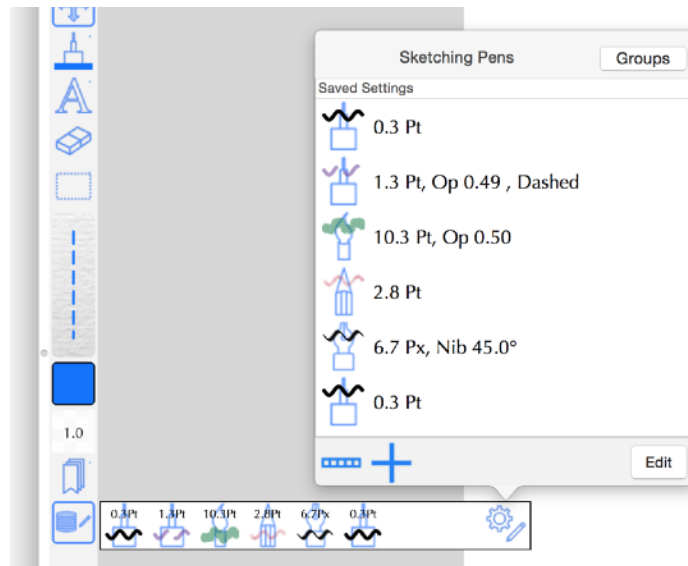 Sketching Pens
Groups
Saved Settings
0.3 Pt
1.3 Pt, Op 0.49 , Dashed
10.3 Pt, Op 0.50
2.8 Pt
6.7 Px, Nib 45.0°
0.3 Pt
Edit
A
1.0
0.3Pt 1.3Pt 10.3Pt 2.8Pt 6.7Px 0.3Pt